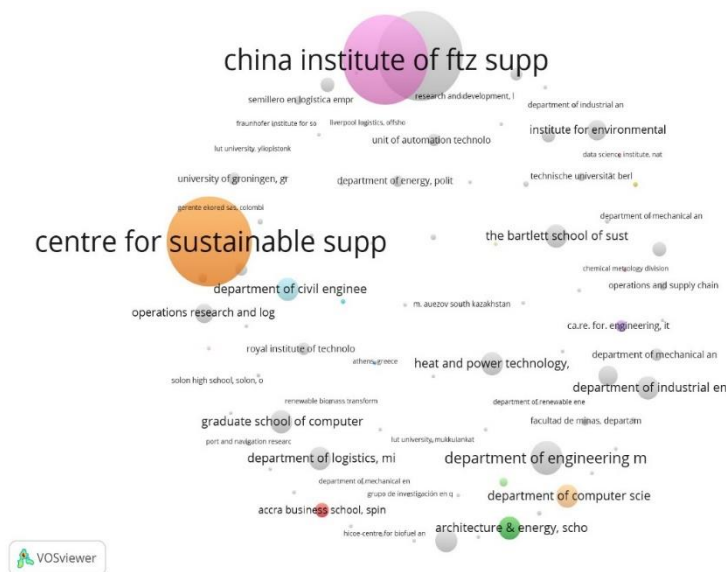 china institute of ftz supp
semillero en logistica empr
research and development, l
department of industrial an
fraunhofer institute for so
liverpool logistics, offsho
institute for environmental
lut university, yliopistonk
unit of automation technolo
data science institute, nat
university of groningen, gr
department of energy, polit
technische universität berl
gerente ekored sas, colombi
department of mechanical an
centre for sustainable supp
the bartlett school of sust
chemical metology division
department of civil enginee
operations and supply chain
operations research and log
m. auezov south kazakhstan
ca.re. for. engineering, it
royal institute of technolo
athens, greece
heat and power technology,
department of mechanical an
solon high school, solon, o
department of industrial en
renewable biomass transform
department of renewable ene
graduate school of computer
facultad de minas, departam
port and navigation researc
lut university, mukkulankat
department of logistics, mi
department of engineering m
department of mechanical en
grupo de investigación en q
department of computer scie
accra business school, spin
hicoe-centre for biofuel an
architecture & energy, scho
VOSviewer